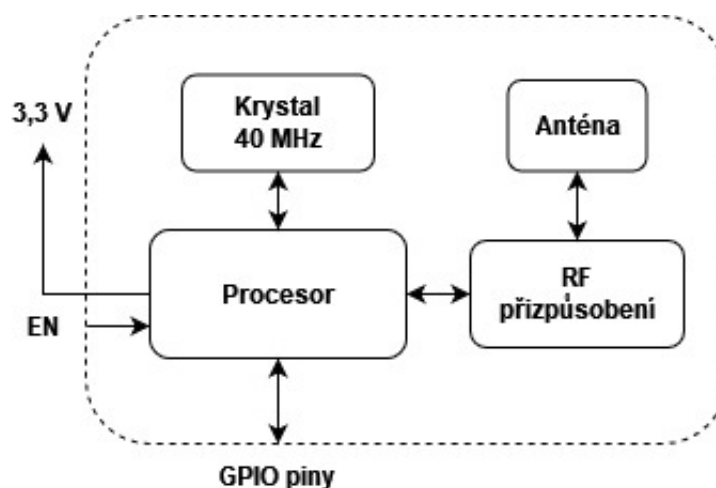 Krystal
40 MHz
Anténa
3,3 V
Procesor
RF
přizpůsobení
EN
GPIO piny